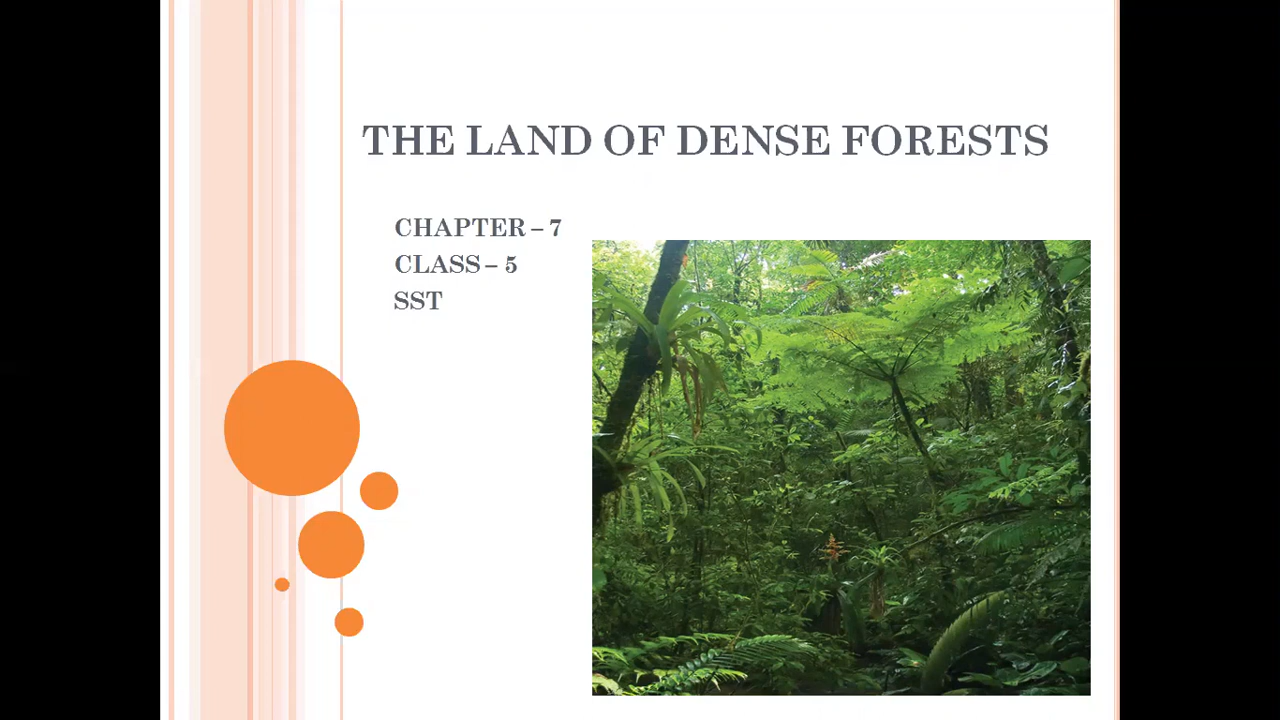 THE LAND OF DENSE FORESTS
CHAPTER – 7
CLASS – 5
SST